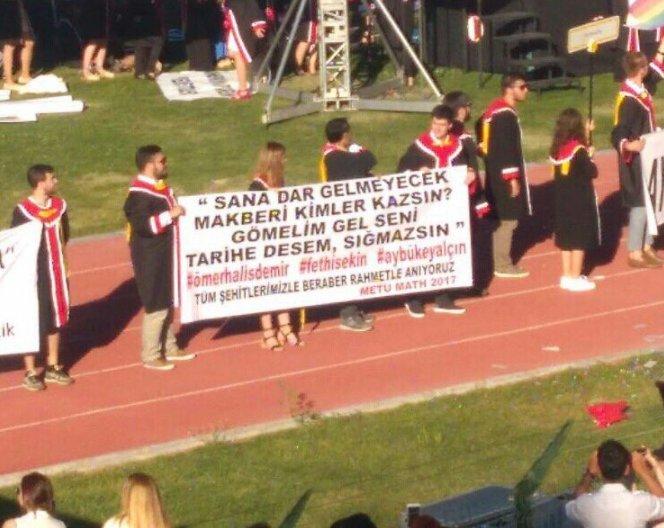 “ SANA DAR GELMEYECEK
MAKBERİ KİMLER KAZSIN?
GÖMELİM GEL SENİ
TARİHE DESEM, SIĞMAZSIN ”
#ömerhalisdemir #fethisekin #aybükeyalçın
TÜM ŞEHİTLERİMİZLE BERABER RAHMETLE ANIYORUZ
METU MATH 2017